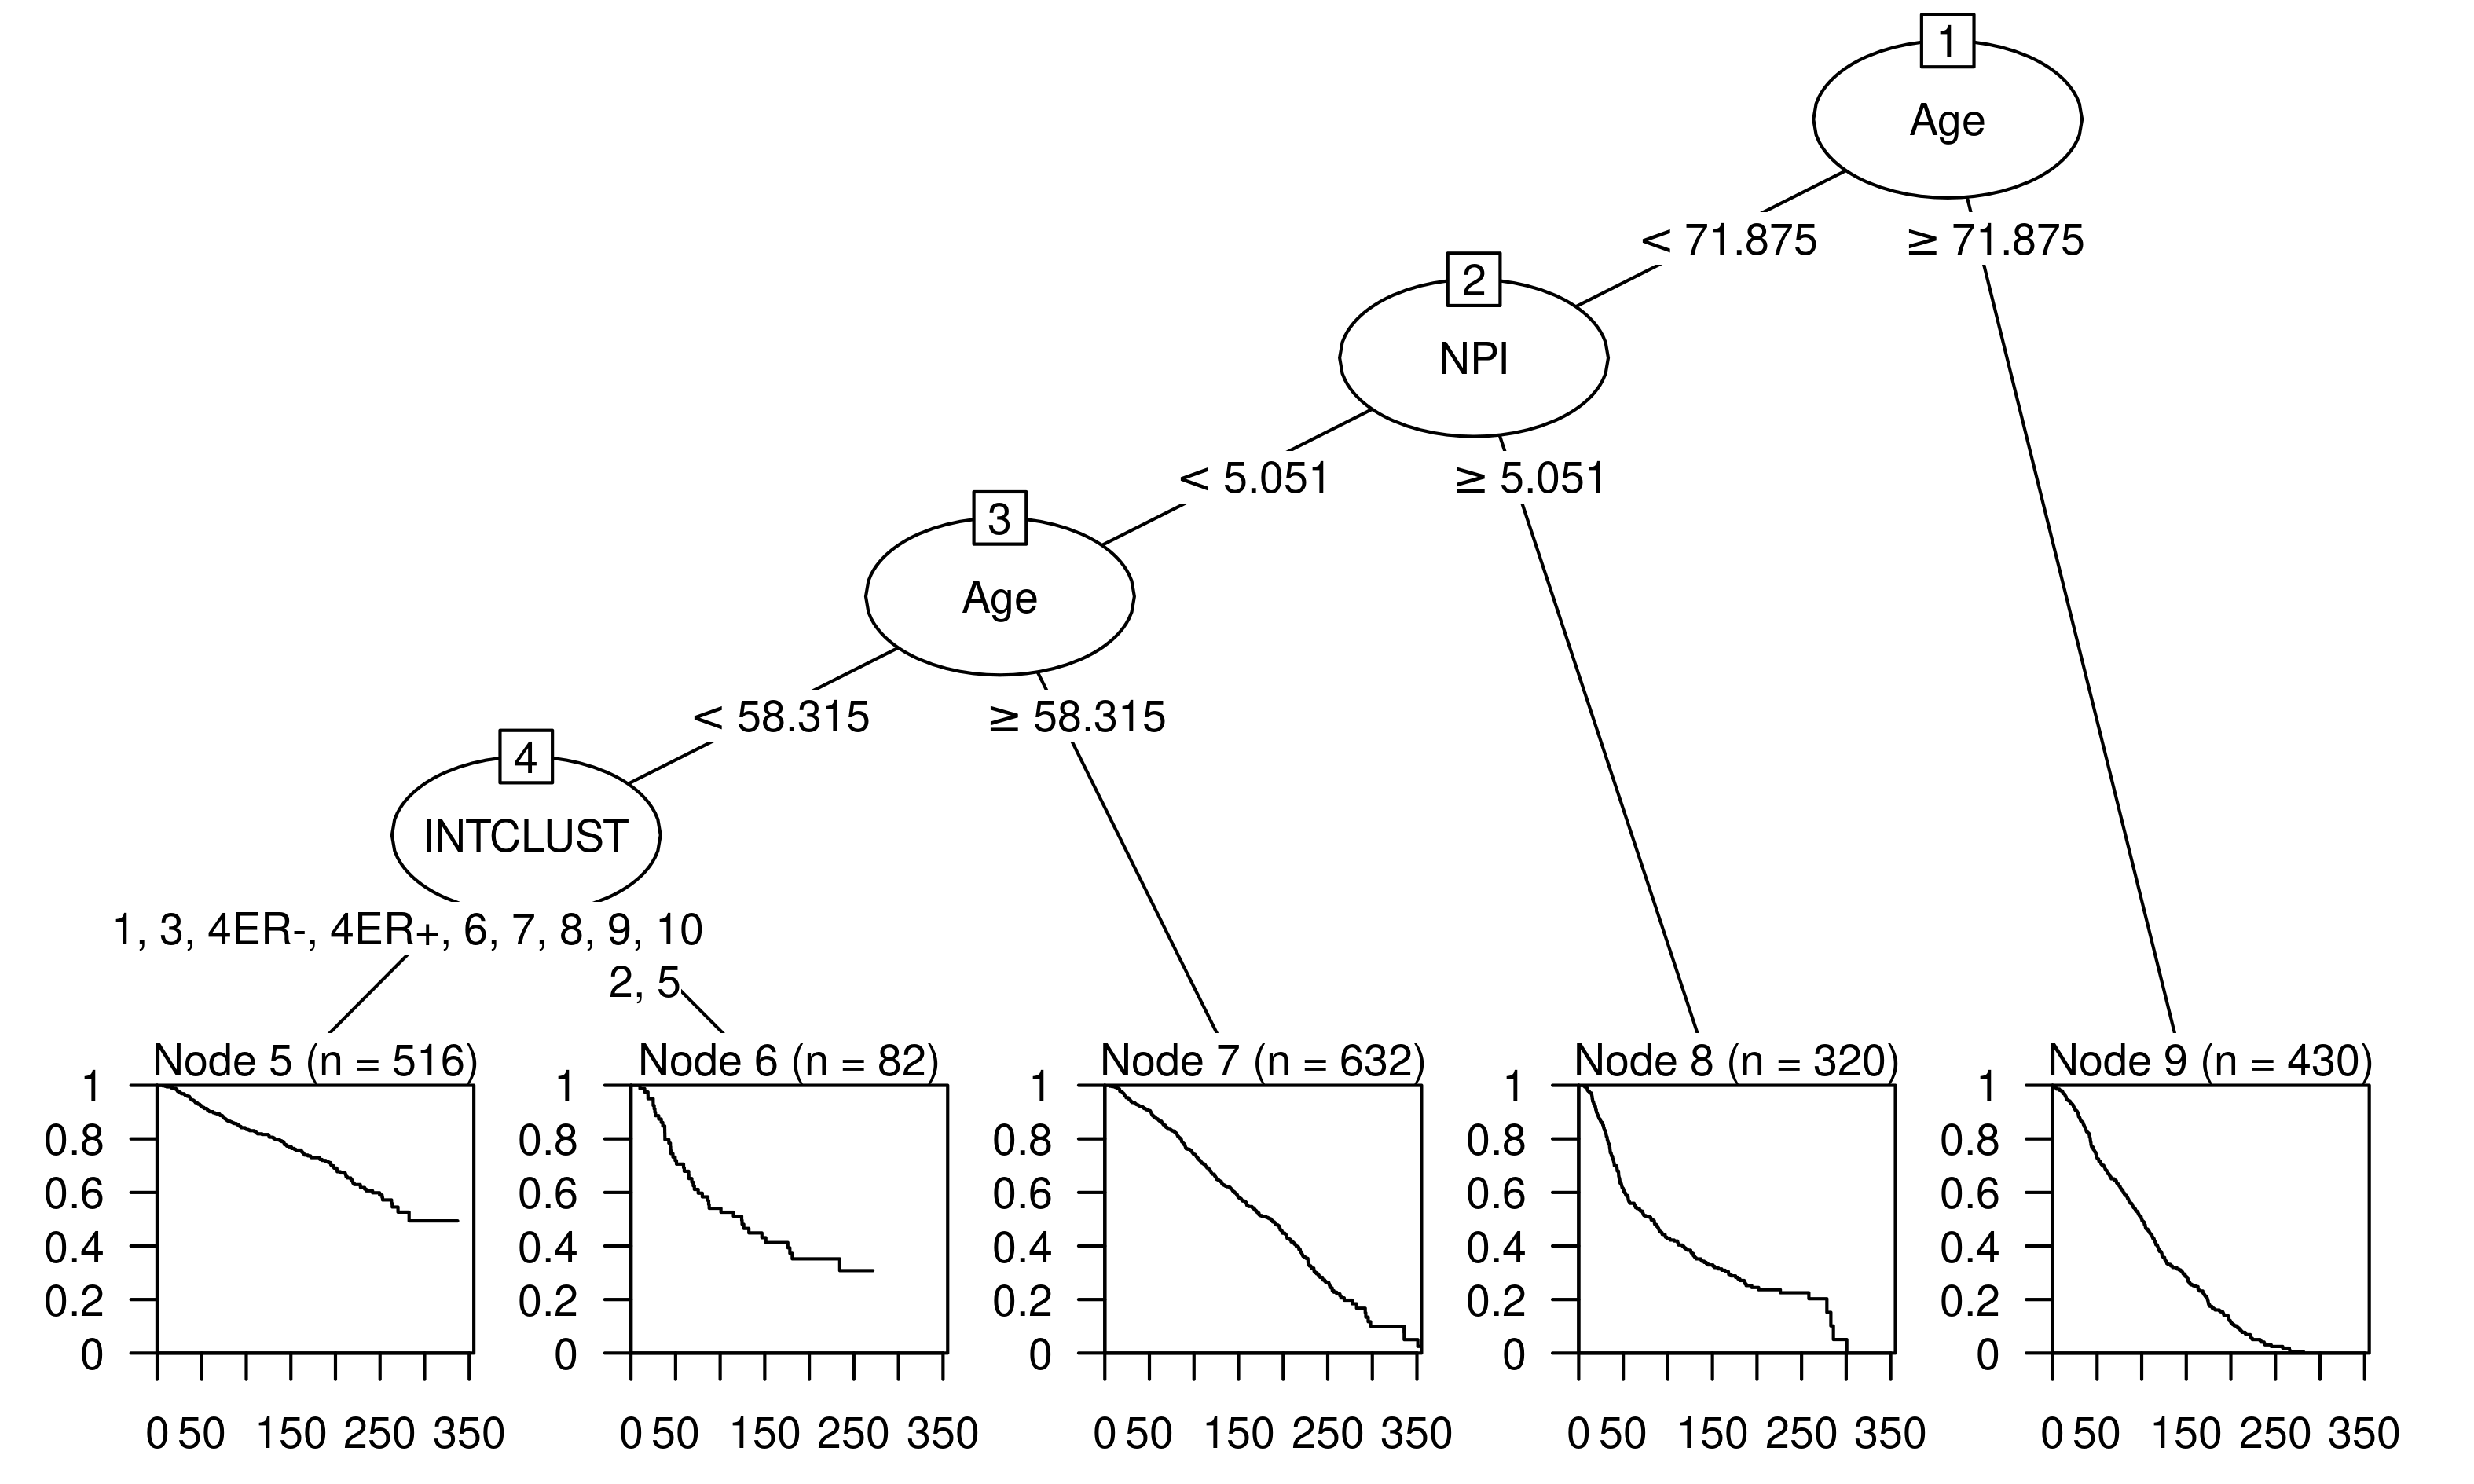 1
Age
< 71.875 ≥ 71.875
2
NPI
< 5.051 ≥ 5.051
3
Age
< 58.315 ≥ 58.315
4
INTCLUST
1, 3, 4ER-, 4ER+, 6, 7, 8, 9, 10
2, 5
Node 5 (n = 516)
1
0.8
0.6
0.4
0.2
0
0 50 150 250 350
Node 6 (n = 82)
1
0.8
0.6
0.4
0.2
0
0 50 150 250 350
Node 7 (n = 632)
1
0.8
0.6
0.4
0.2
0
0 50 150 250 350
Node 8 (n = 320)
1
0.8
0.6
0.4
0.2
0
0 50 150 250 350
Node 9 (n = 430)
1
0.8
0.6
0.4
0.2
0
0 50 150 250 350